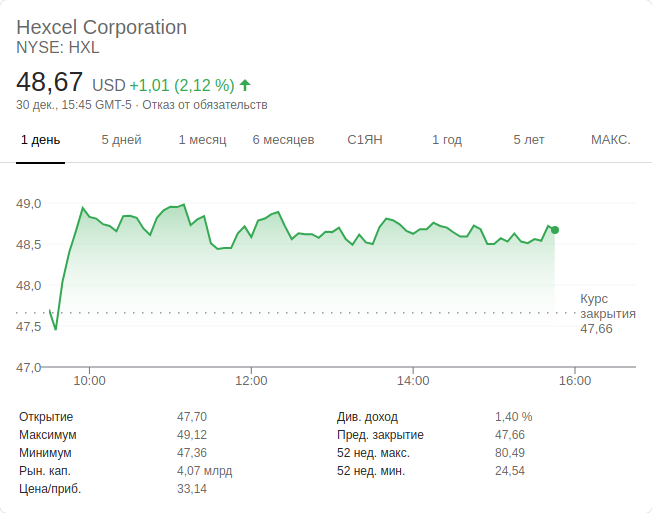 Hexcel Corporation
NYSE: HXL
48,67 USD +1,01 (2,12 %)
30 дек., 15:45 GMT-5 · Отказ от обязательств
1 день 5 дней 1 месяц 6 месяцев С1ЯН 1 год 5 лет МАКС.
49,0
48,5
48,0
Курс
закрытия
47,66
47,5
47,0
10:00 12:00 14:00 16:00
Открытие 47,70 Див. доход 1,40 %
Максимум 49,12 Пред. закрытие 47,66
Минимум 47,36 52 нед. макс. 80,49
Рын. кап. 4,07 млрд 52 нед. мин. 24,54
Цена/приб. 33,14